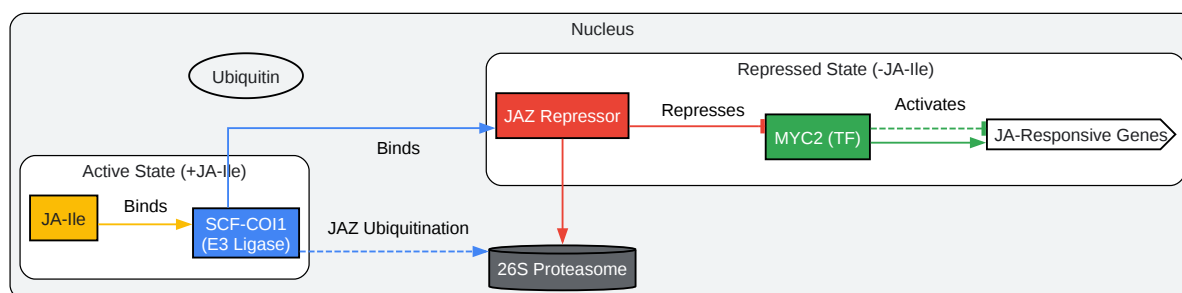 Nucleus
Ubiquitin
Repressed State (-JA-Ile)
JAZ Repressor
Represses
MYC2 (TF)
Activates
JA-Responsive Genes
Binds
Active State (+JA-Ile)
JA-Ile
Binds
SCF-COI1
(E3 Ligase)
JAZ Ubiquitination
26S Proteasome